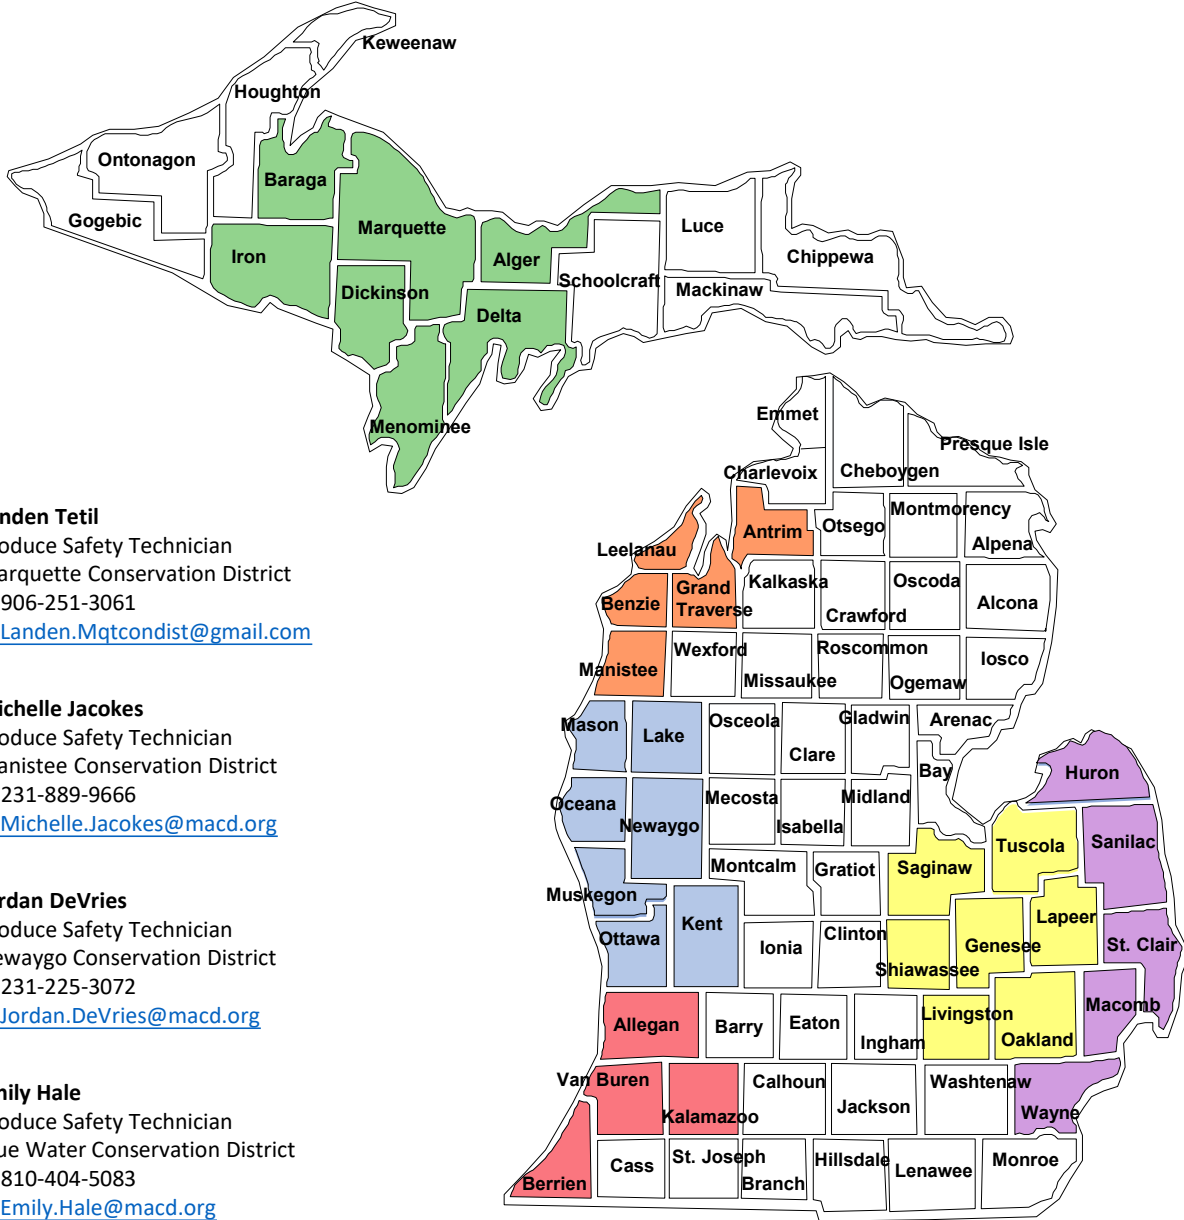 Keweenaw
Houghton
Ontonagon
Baraga
Gogebic
Marquette
Luce
Iron
Alger
Chippewa
Schoolcraft
Dickinson
Mackinaw
Delta
Menominee
Emmet
Presque Isle
Charlevoix
Cheboygen
Montmorency
Otsego
Antrim
Alpena
Leelanau
Kalkaska
Oscoda
Grand
Traverse
Benzie
Alcona
Crawford
Wexford
Roscommon
Iosco
Manistee
Missaukee
Ogemaw
Mason
Lake
Osceola
Gladwin
Arenac
Clare
Bay
Huron
Oceana
Newaygo
Mecosta
Midland
Isabella
Tuscola
Sanilac
Montcalm
Gratiot
Saginaw
Muskegon
Kent
Lapeer
Ottawa
Ionia
Clinton
Genesee
St. Clair
Shiawassee
Allegan
Barry
Eaton
Livingston
Macomb
Ingham
Oakland
Van Buren
Calhoun
Washtenaw
Kalamazoo
Jackson
Wayne
Cass
St. Joseph
Hillsdale
Monroe
Berrien
Branch
Lenawee
nden Tetil
oduce Safety Technician
arquette Conservation District
906-251-3061
Landen.Mqtcondist@gmail.com
ichelle Jacokes
oduce Safety Technician
anistee Conservation District
231-889-9666
Michelle.Jacokes@macd.org
rdan DeVries
oduce Safety Technician
ewaygo Conservation District
231-225-3072
Jordan.DeVries@macd.org
mily Hale
oduce Safety Technician
ue Water Conservation District
810-404-5083
Emily.Hale@macd.org